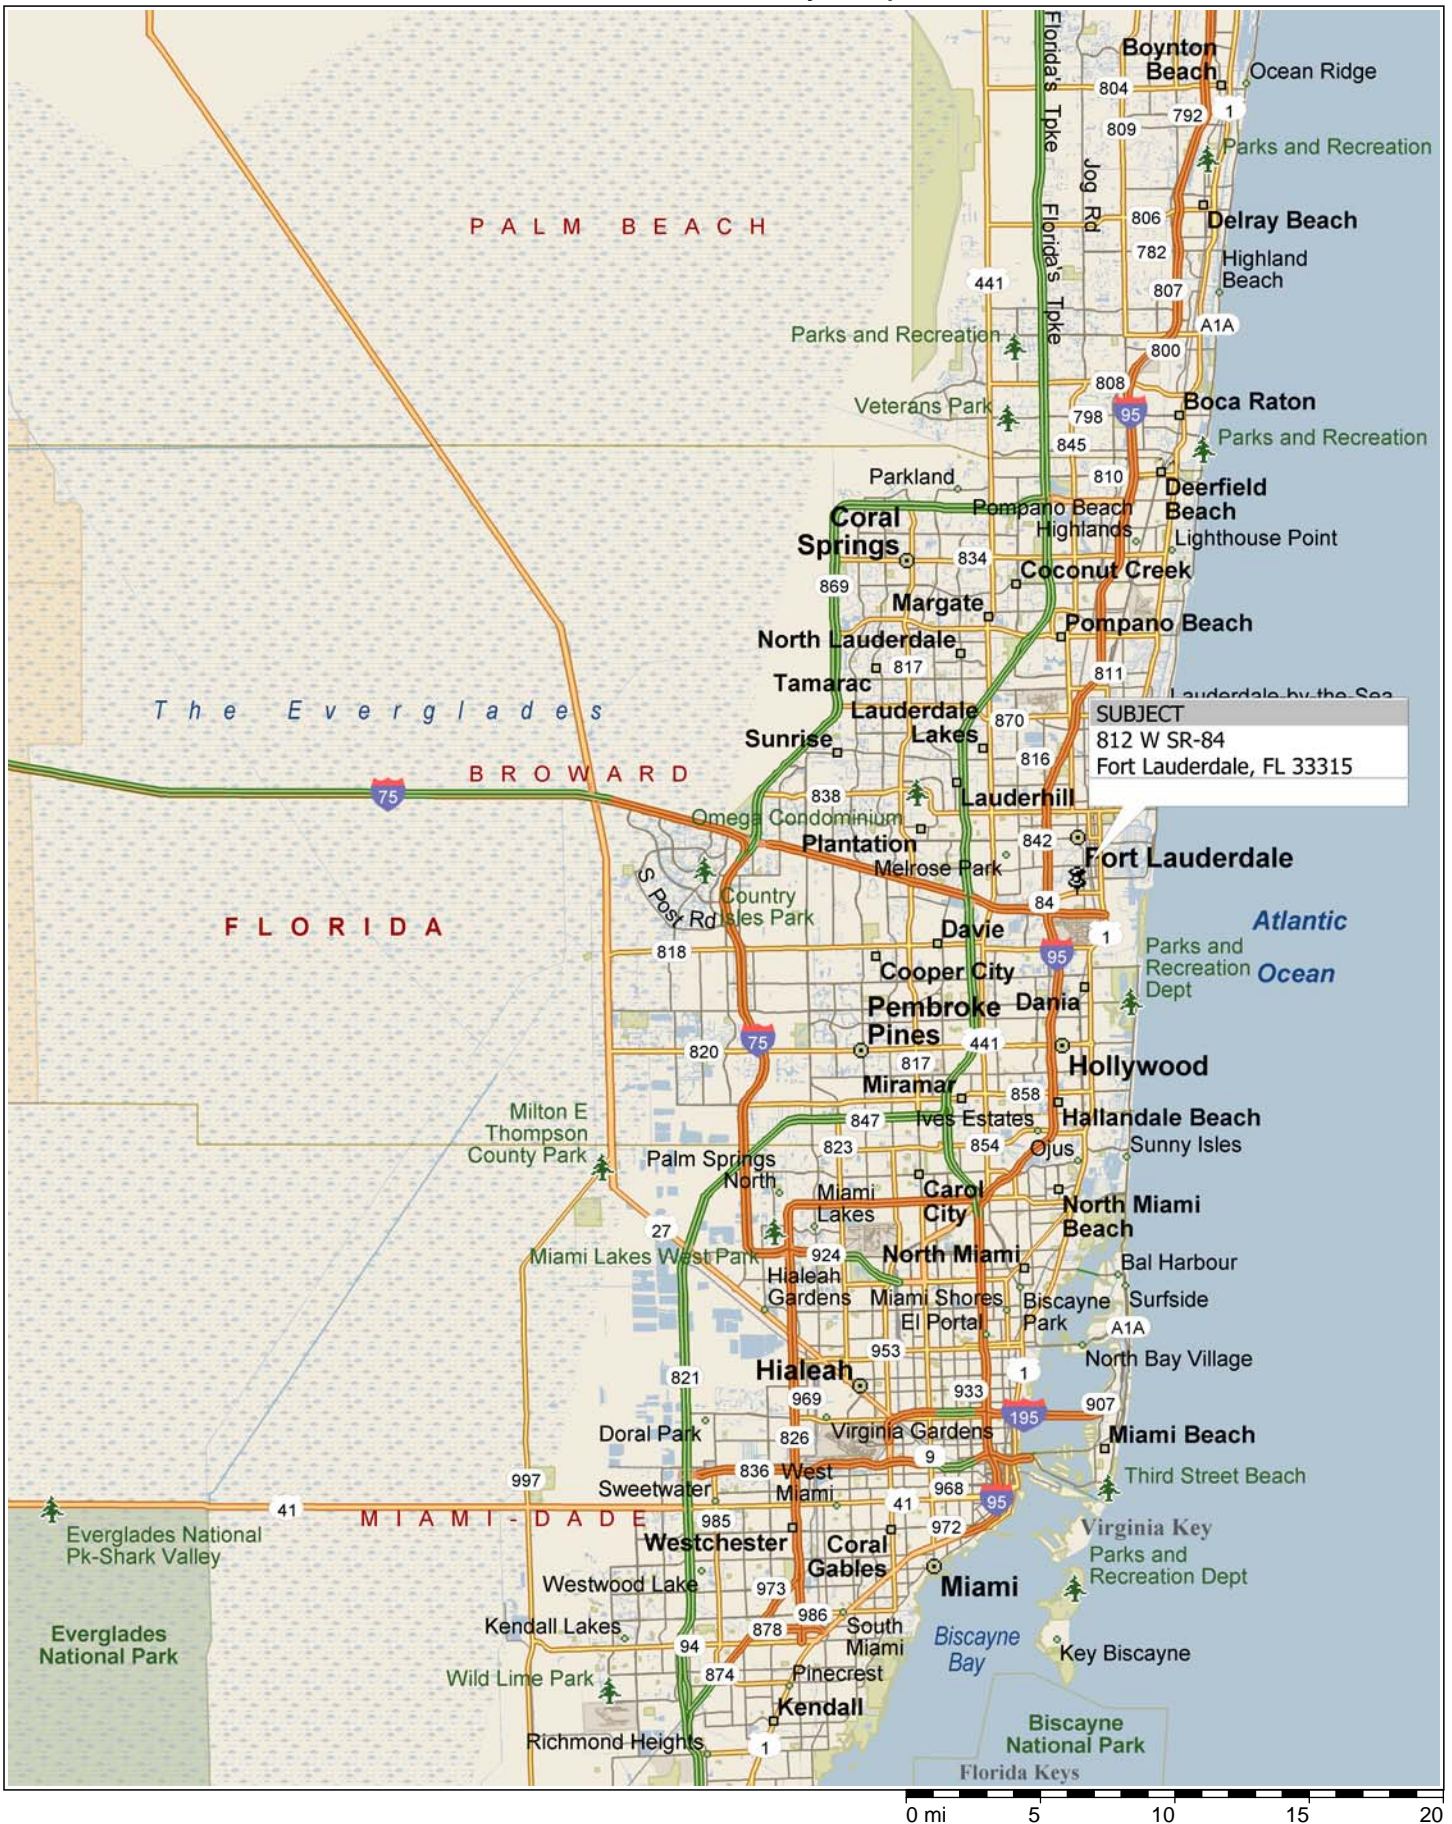 Boynton
Beach
Ocean Ridge
Florida's Tpke
804
792
1
809
Parks and Recreation
Jog Rd
PALM BEACH
806
Delray Beach
Florida's Tpke
782
Highland
Beach
441
807
A1A
Parks and Recreation
800
808
Veterans Park
798
95
Boca Raton
845
Parks and Recreation
Parkland
810
Deerfield
Beach
Pompano Beach
Highlands
Coral
Springs
834
Lighthouse Point
Coconut Creek
869
Margate
Pompano Beach
North Lauderdale
817
811
Tamarac
Lauderdale-by-the-Sea
The Everglades
Lauderdale
Lakes
870
SUBJECT
812 W SR-84
Fort Lauderdale, FL 33315
Sunrise
816
BROWARD
75
838
Lauderhill
Omega Condominium
Plantation
842
Fort Lauderdale
Melrose Park
S Post Rd
Country
Isles Park
84
FLORIDA
Davie
1
Atlantic
Ocean
818
95
Parks and
Recreation
Dept
Cooper City
Pembroke
Pines
Dania
75
441
820
817
Hollywood
Miramar
858
Milton E
Thompson
County Park
847
Ives Estates
Hallandale Beach
823
854
Ojus
Sunny Isles
Palm Springs
North
Miami
Lakes
Carol
City
North Miami
Beach
27
Miami Lakes West Park
924
North Miami
Bal Harbour
Hialeah
Gardens
Miami Shores
Biscayne
Park
Surfside
El Portal
A1A
953
North Bay Village
Hialeah
821
1
969
933
907
195
Doral Park
826
Virginia Gardens
Miami Beach
9
997
836
West
Miami
Third Street Beach
Sweetwater
968
41
41
95
MIAMI-DADE
985
972
Virginia Key
Everglades National
Pk-Shark Valley
Westchester
Coral
Gables
Parks and
Recreation Dept
Westwood Lake
973
Miami
986
Kendall Lakes
878
South
Miami
Biscayne
Bay
Everglades
National Park
94
Key Biscayne
Wild Lime Park
874
Pinecrest
Kendall
Biscayne
National Park
Richmond Heights
1
Florida Keys
0 mi 5 10 15 20